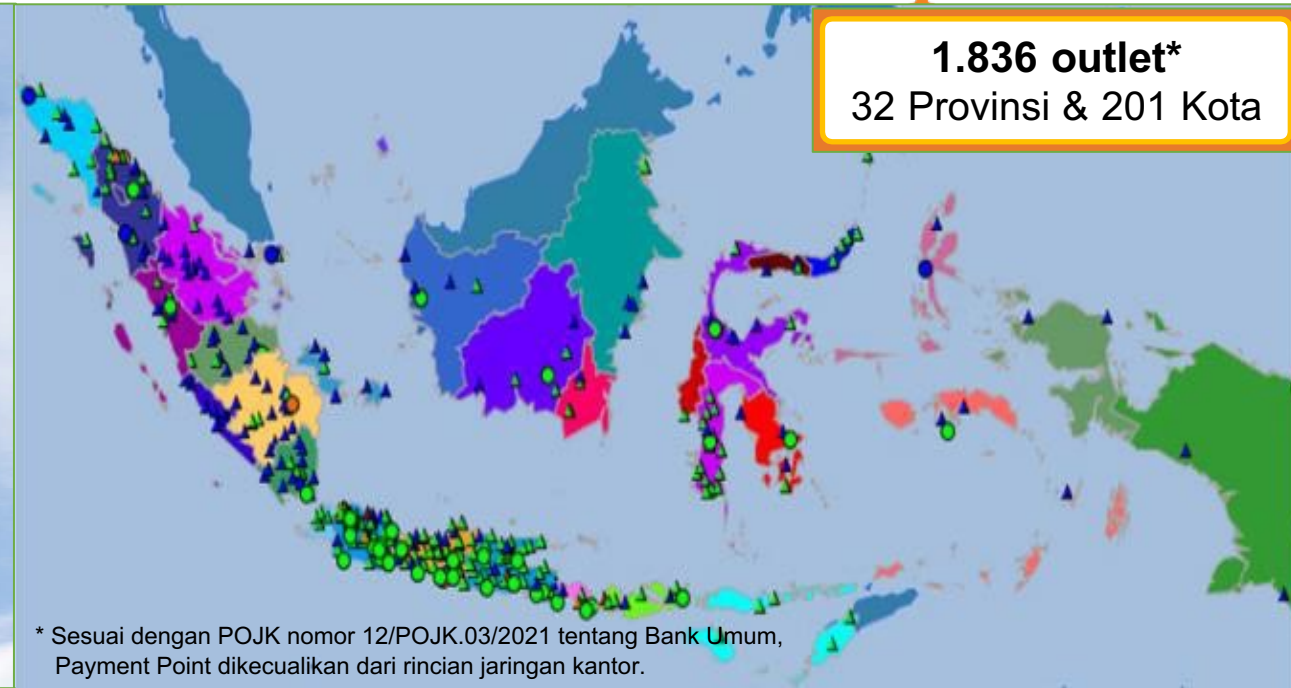 1.836 outlet*
32 Provinsi & 201 Kota
* Sesuai dengan POJK nomor 12/POJK.03/2021 tentang Bank Umum,
Payment Point dikecualikan dari rincian jaringan kantor.